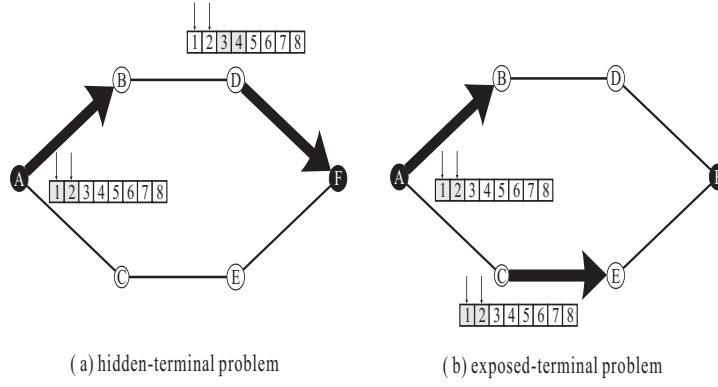 1 2 3 4 5 6 7 8
B D
A F
1 2 3 4 5 6 7 8
C E
(a) hidden-terminal problem
B D
A
1 2 3 4 5 6 7 8
C E
1 2 3 4 5 6 7 8
(b) exposed-terminal problem